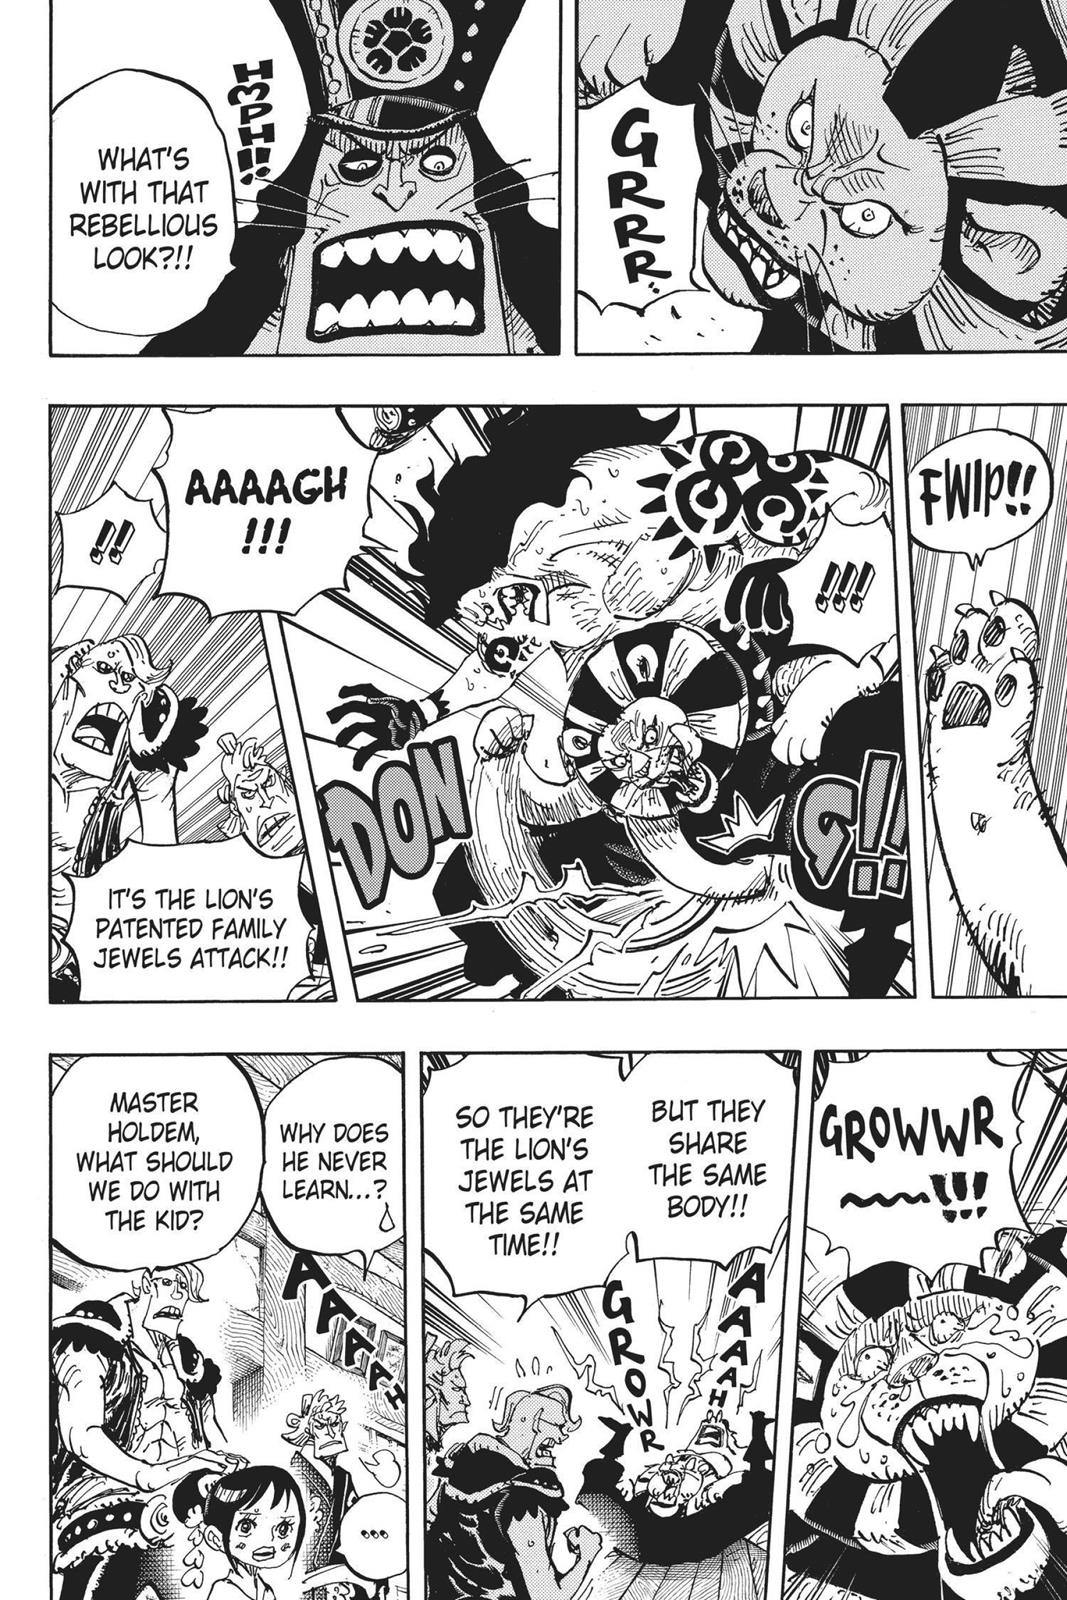 GRRR..
HMPH!!
WHAT'S
WITH THAT
REBELLIOUS
LOOK?!!
FWIP!!
!!!!
AAAAGH
!!!
DON
G!!
!!
IT'S THE LION'S
PATENTED FAMILY
JEWELS ATTACK!!
GROWWR
~~!!!
BUT THEY
SHARE
THE SAME
BODY!!
SO THEY'RE
THE LION'S
JEWELS AT
THE SAME
TIME!!
AAAAH
GROWR
WHY DOES
HE NEVER
LEARN...?
AAAAAH
MASTER
HOLDEM,
WHAT SHOULD
WE DO WITH
THE KID?
....